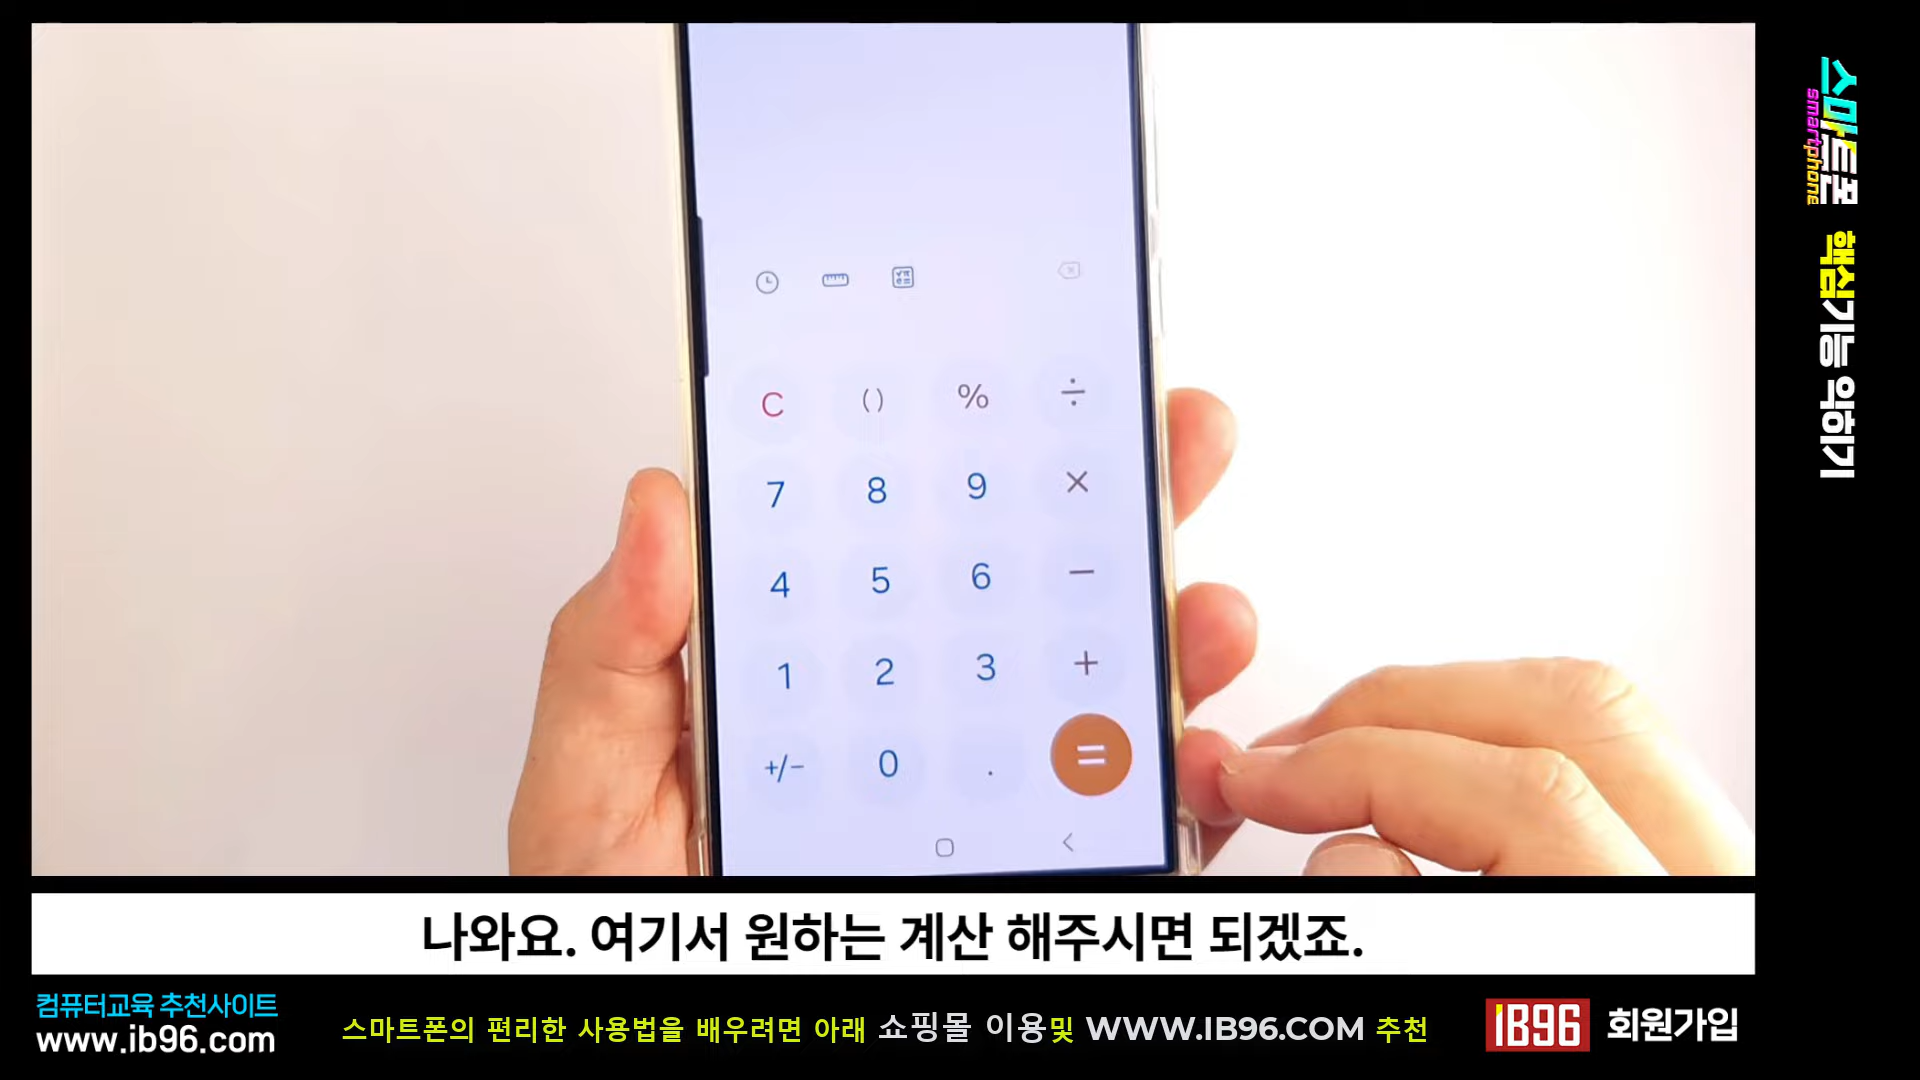 C () % ÷
7 8 9 ×
4 5 6 −
1 2 3 +
+/− 0 . =
나와요. 여기서 원하는 계산 해주시면 되겠죠.
컴퓨터교육 추천사이트
www.ib96.com
스마트폰의 편리한 사용법을 배우려면 아래 쇼핑몰 이용및 WWW.IB96.COM 추천
IB96 회원가입
스마트폰
smartphone
핵심기능 익히기